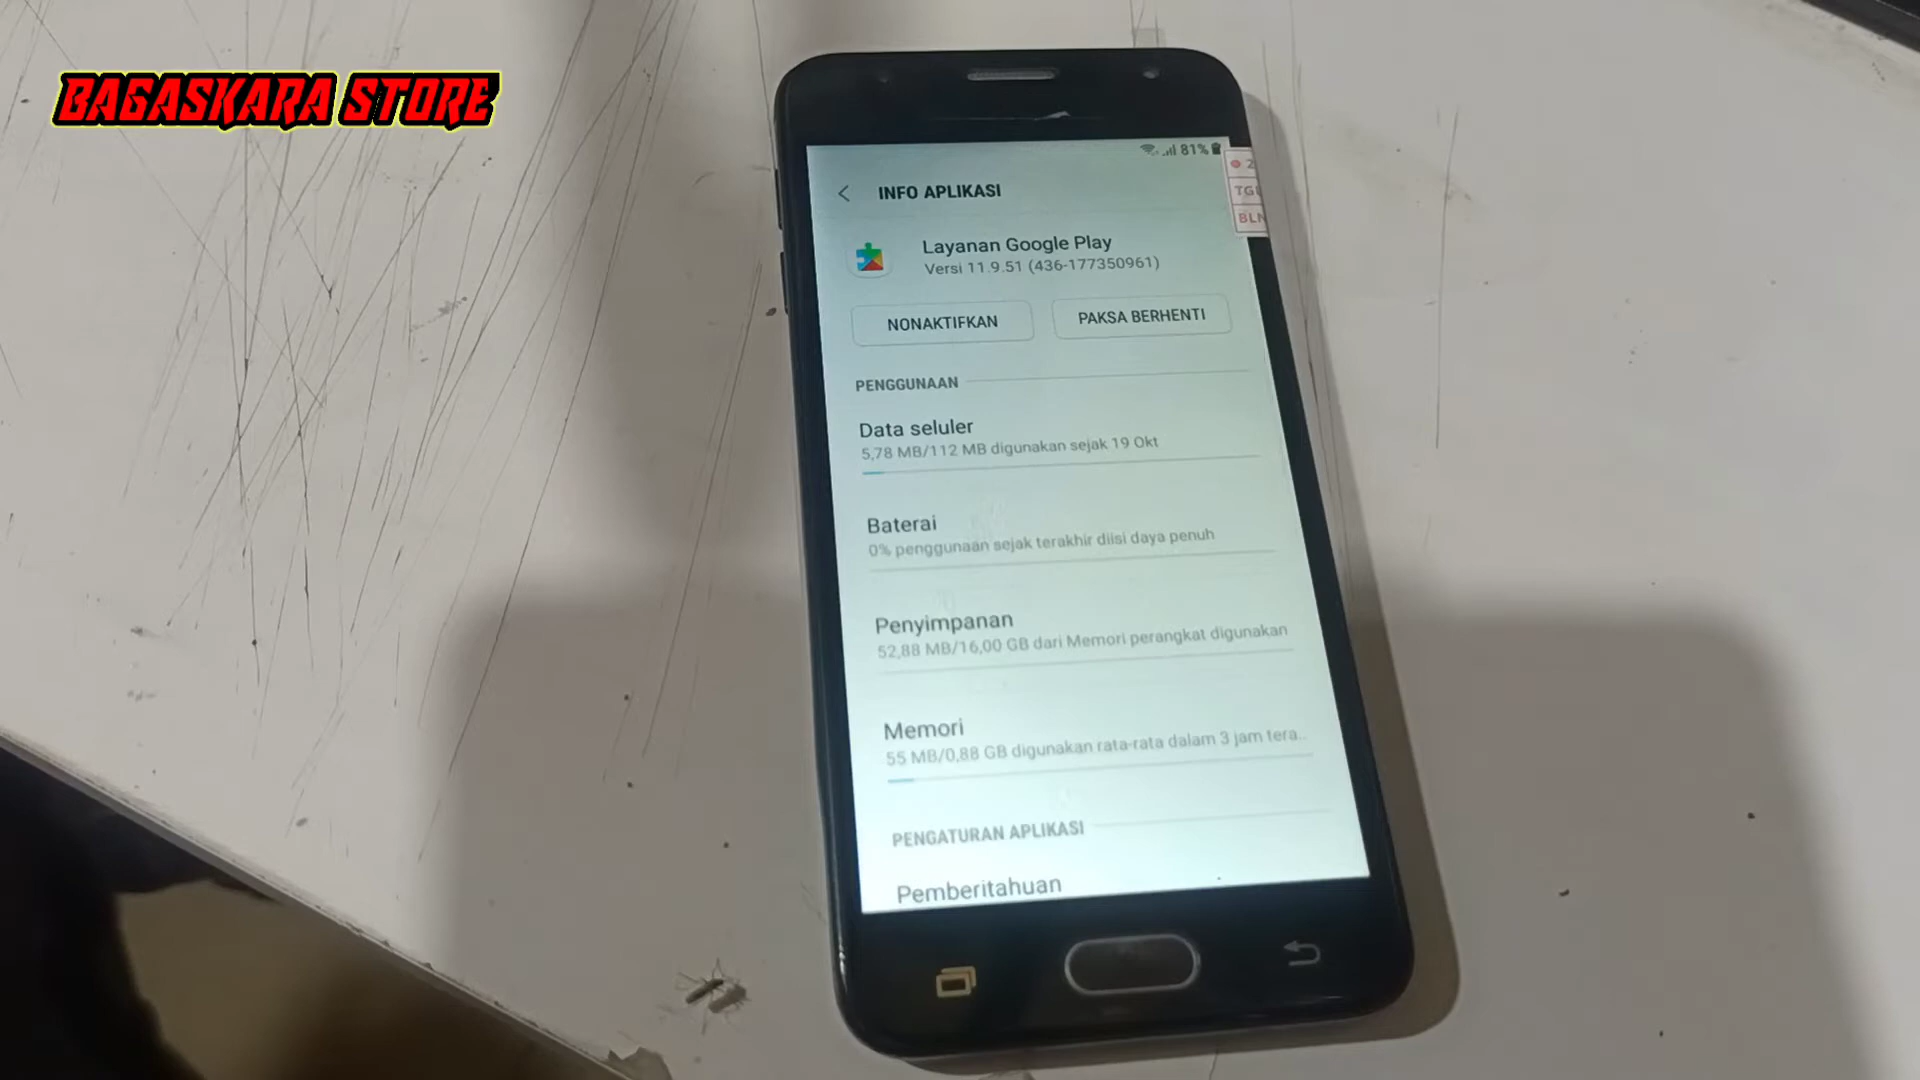 BAGASKARA STORE
81%
2
TG
BLN
INFO APLIKASI
Layanan Google Play
Versi 11.9.51 (436-177350961)
NONAKTIFKAN
PAKSA BERHENTI
PENGGUNAAN
Data seluler
5,78 MB/112 MB digunakan sejak 19 Okt
Baterai
0% penggunaan sejak terakhir diisi daya penuh
Penyimpanan
52,88 MB/16,00 GB dari Memori perangkat digunakan
Memori
55 MB/0,88 GB digunakan rata-rata dalam 3 jam tera..
PENGATURAN APLIKASI
Pemberitahuan